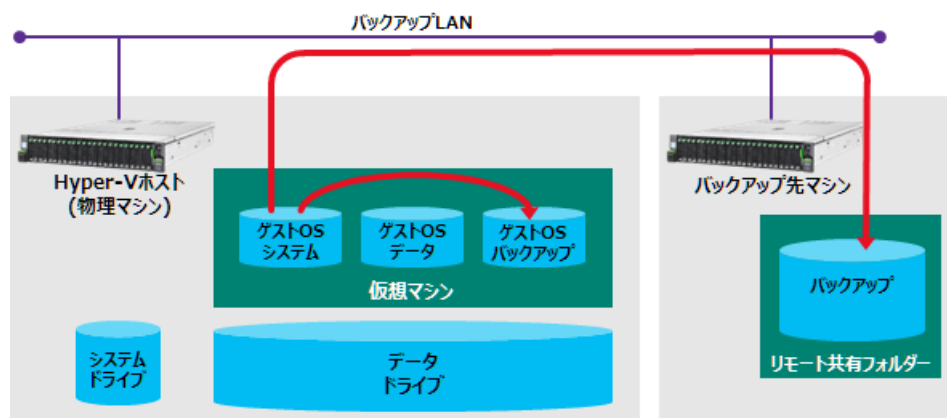 バックアップLAN
Hyper-Vホスト
(物理マシン)
バックアップ先マシン
ゲストOS
システム
ゲストOS
データ
ゲストOS
バックアップ
仮想マシン
バックアップ
リモート共有フォルダー
システム
ドライブ
データ
ドライブ